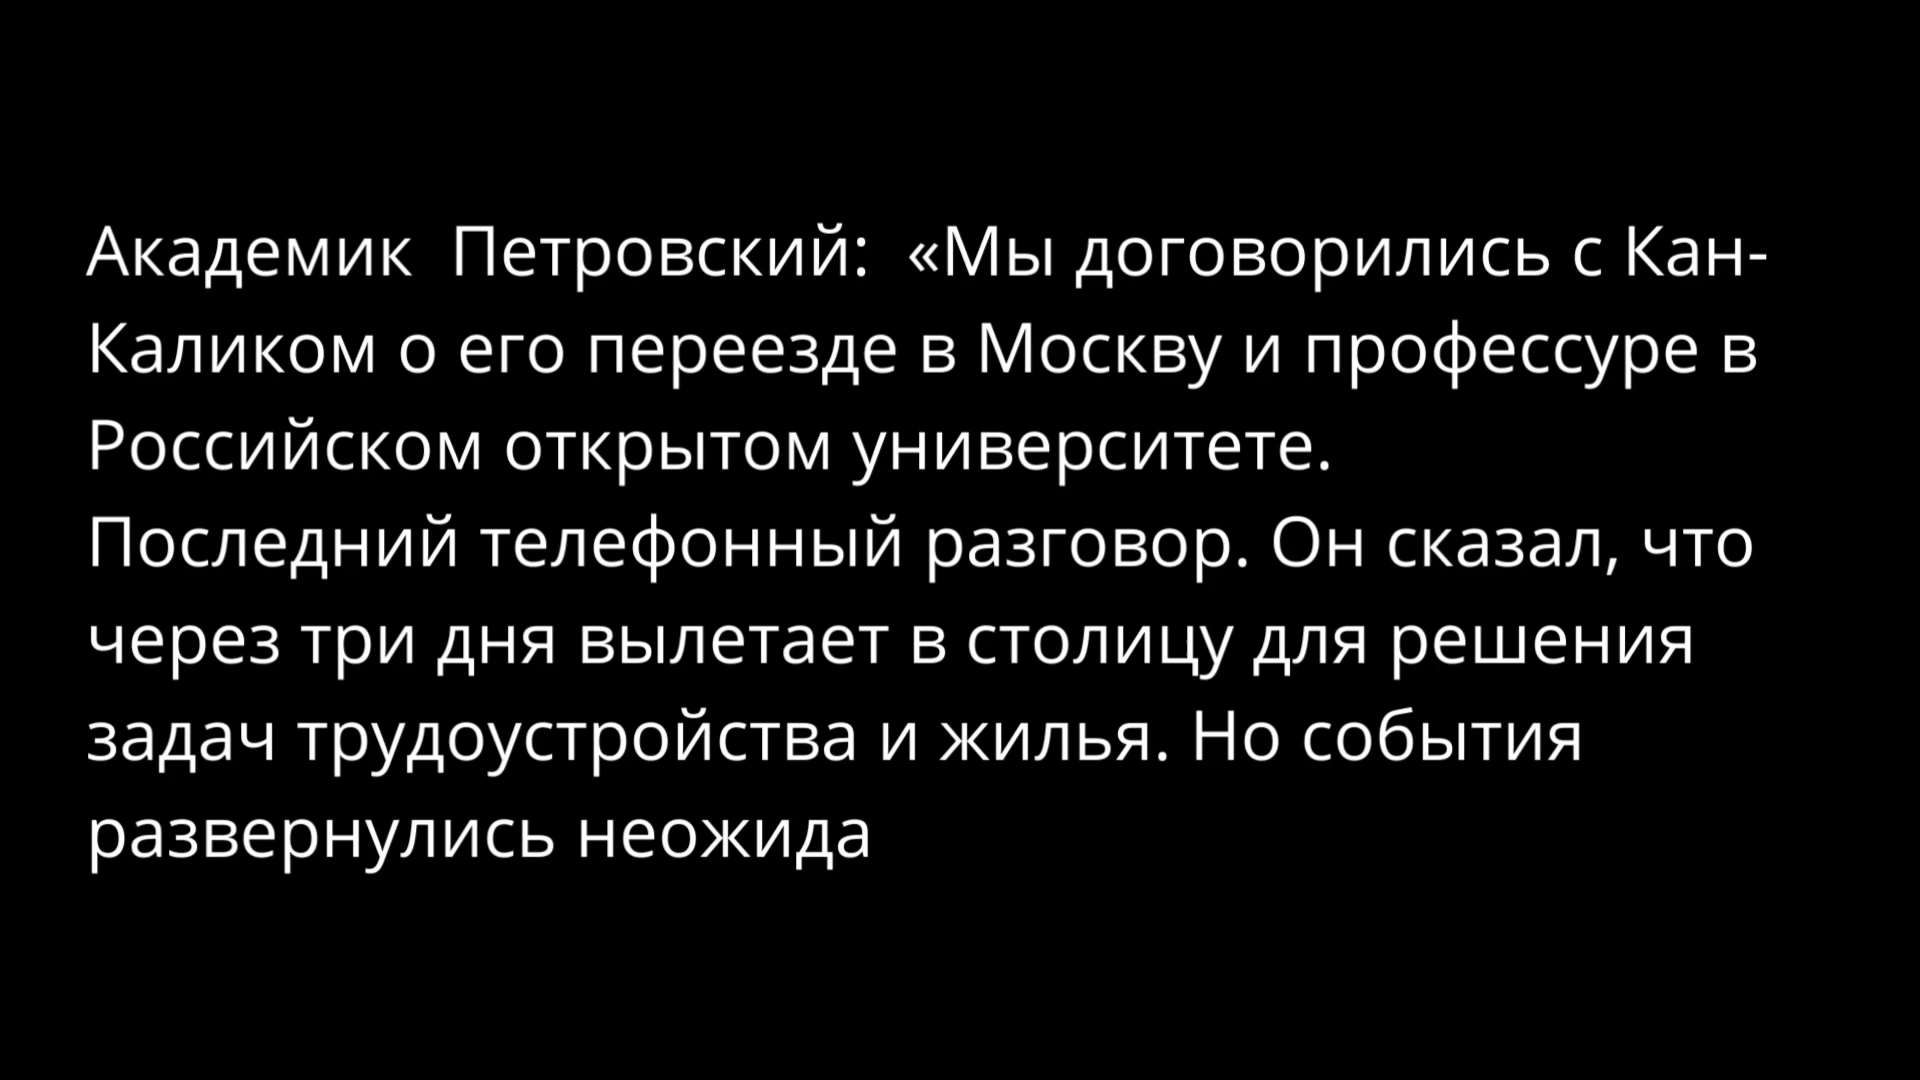 Академик  Петровский:  «Мы договорились с Кан-
Каликом о его переезде в Москву и профессуре в
Российском открытом университете.
Последний телефонный разговор. Он сказал, что
через три дня вылетает в столицу для решения
задач трудоустройства и жилья. Но события
развернулись неожида